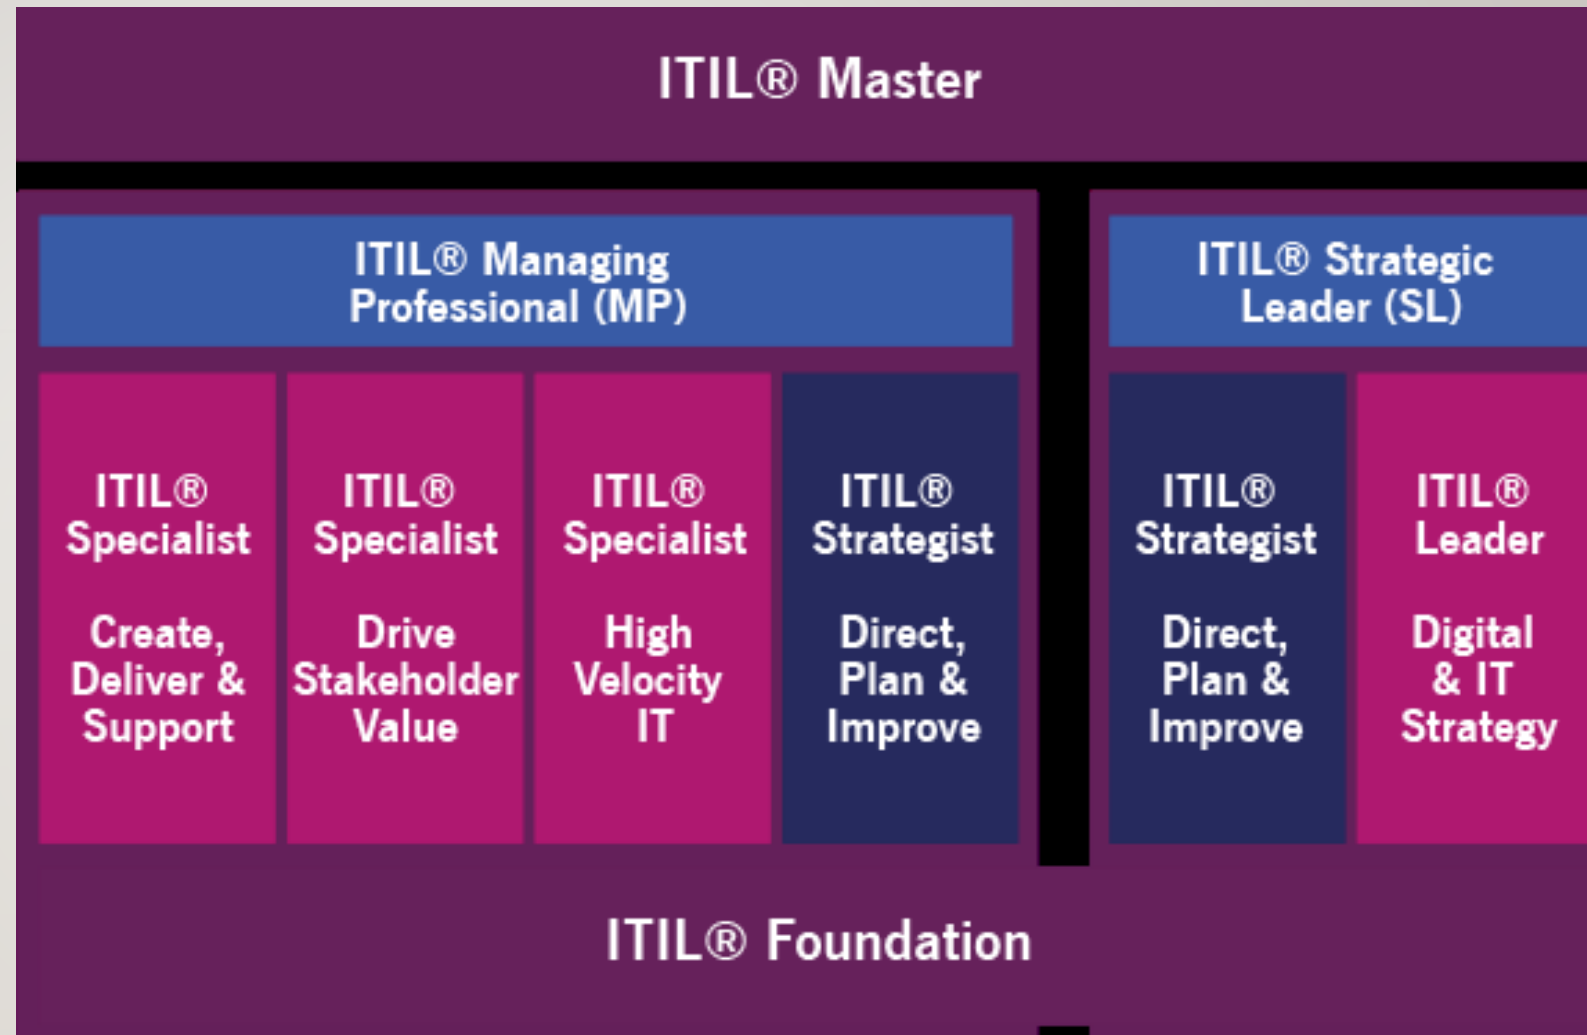 ITIL® Master
ITIL® Managing
Professional (MP)
ITIL® Strategic
Leader (SL)
ITIL®
Specialist
Create,
Deliver &
Support
ITIL®
Specialist
Drive
Stakeholder
Value
ITIL®
Specialist
High
Velocity
IT
ITIL®
Strategist
Direct,
Plan &
Improve
ITIL®
Strategist
Direct,
Plan &
Improve
ITIL®
Leader
Digital
& IT
Strategy
ITIL® Foundation